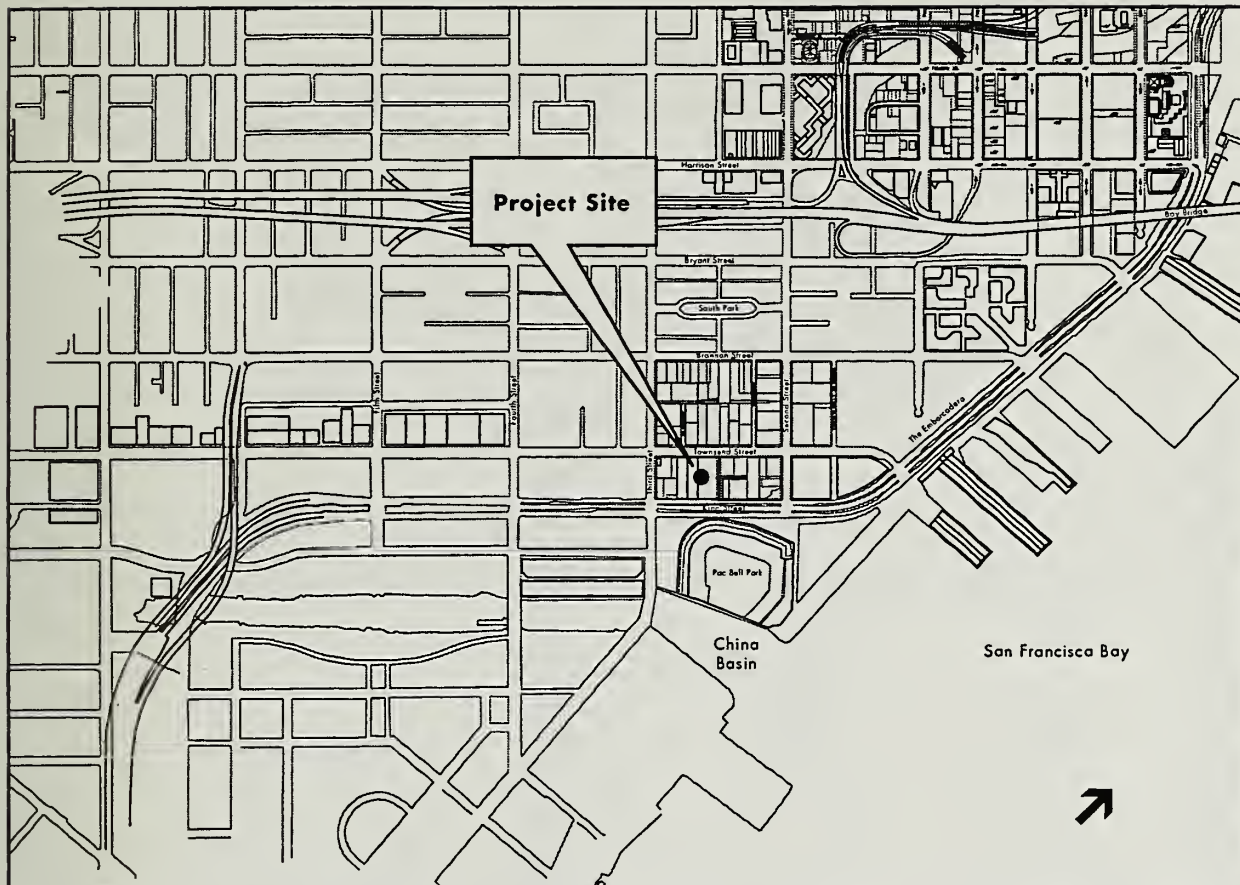 Harrison Street
Project Site
Bay Bridge
Bryant Street
South Park
Brannan Street
Fifth Street
Fourth Street
Second Street
The Embarcadero
Townsend Street
Third Street
King Street
Pac Bell Park
China
Basin
San Francisca Bay